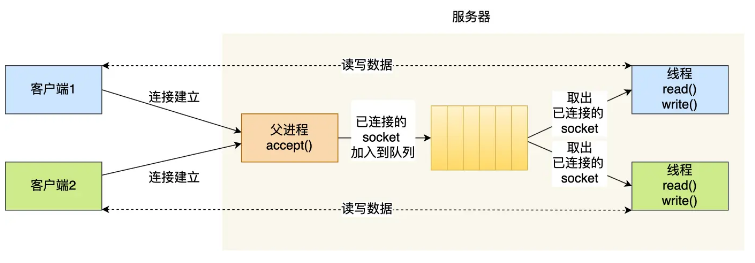 服务器
读写数据
客户端1
连接建立
父进程
accept()
已连接的
socket
加入到队列
取出
已连接的
socket
线程
read()
write()
客户端2
连接建立
取出
已连接的
socket
线程
read()
write()
读写数据